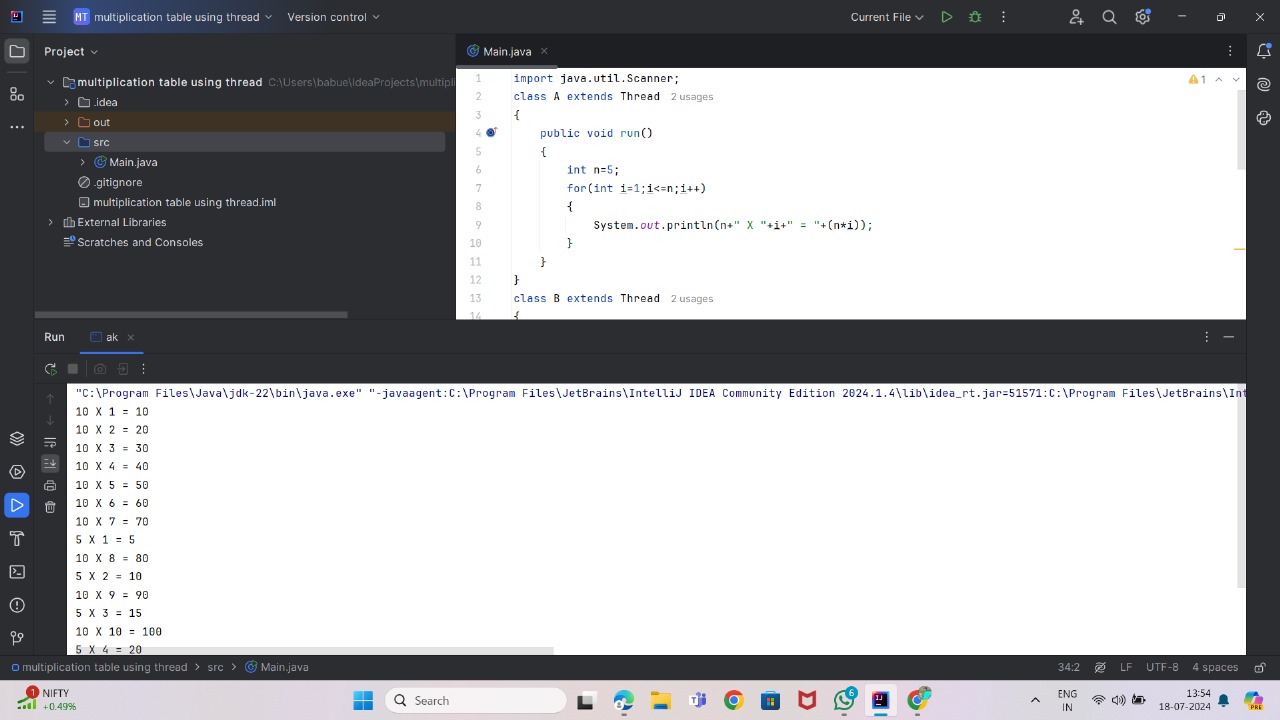 MT multiplication table using thread Version control Current File
Project
Main.java
multiplication table using thread C:\Users\babue\IdeaProjects\multipli
.idea
out
src
Main.java
.gitignore
multiplication table using thread.iml
External Libraries
Scratches and Consoles
1 import java.util.Scanner;
2 class A extends Thread 2 usages
3 {
4 public void run()
5 {
6 int n=5;
7 for(int i=1;i<=n;i++)
8 {
9 System.out.println(n+" X "+i+" = "+(n*i));
10 }
11 }
12 }
13 class B extends Thread 2 usages
14 {
1
Run ak
"C:\Program Files\Java\jdk-22\bin\java.exe" "-javaagent:C:\Program Files\JetBrains\IntelliJ IDEA Community Edition 2024.1.4\lib\idea_rt.jar=51571:C:\Program Files\JetBrains\Int
10 X 1 = 10
10 X 2 = 20
10 X 3 = 30
10 X 4 = 40
10 X 5 = 50
10 X 6 = 60
10 X 7 = 70
5 X 1 = 5
10 X 8 = 80
5 X 2 = 10
10 X 9 = 90
5 X 3 = 15
10 X 10 = 100
5 X 4 = 20
multiplication table using thread > src > Main.java 34:2 LF UTF-8 4 spaces
1 NIFTY
+0.49%
Search
6
ENG
IN
13:54
18-07-2024
PRE